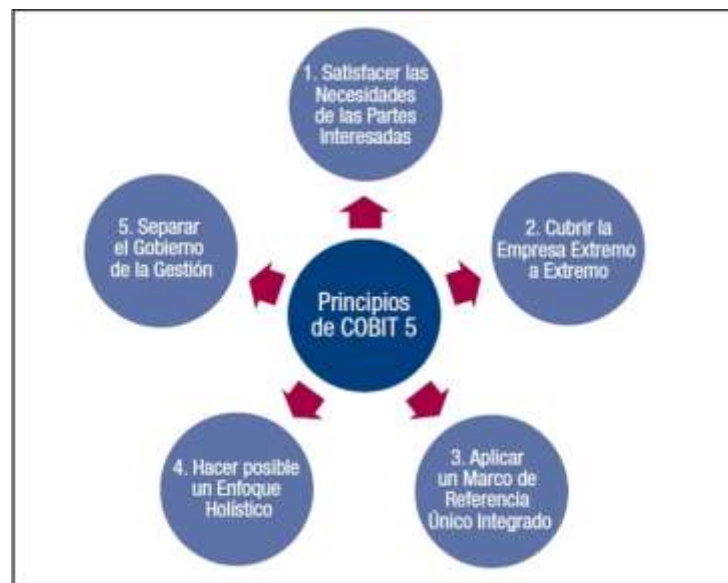 1. Satisfacer las
Necesidades
de las Partes
Interesadas
2. Cubrir la
Empresa Extremo
a Extremo
3. Aplicar
un Marco de
Referencia
Único Integrado
4. Hacer posible
un Enfoque
Holístico
5. Separar
el Gobierno
de la Gestión
Principios
de COBIT 5